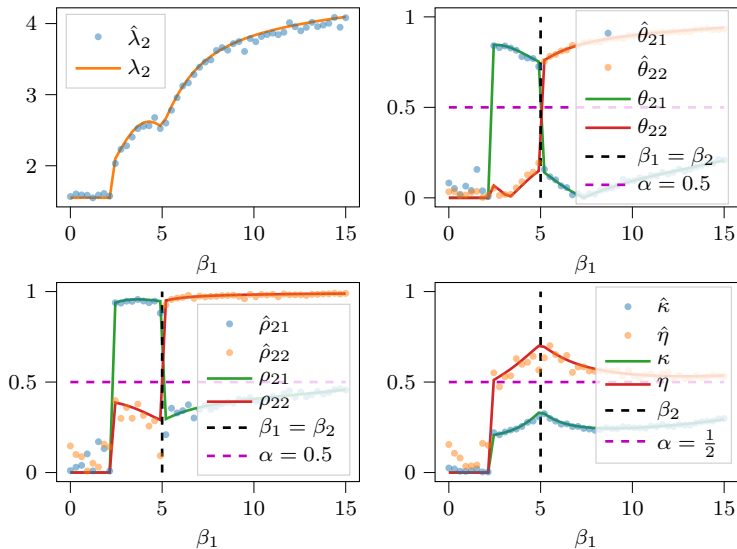 4
3
2
0
5
10
15
β₁
λ̂₂
λ₂
1
0.5
0
0
5
10
15
β₁
θ̂₂₁
θ̂₂₂
θ₂₁
θ₂₂
β₁ = β₂
α = 0.5
1
0.5
0
0
5
10
15
β₁
ρ̂₂₁
ρ̂₂₂
ρ₂₁
ρ₂₂
β₁ = β₂
α = 0.5
1
0.5
0
0
5
10
15
β₁
κ̂
η̂
κ
η
β₂
α = 1/2